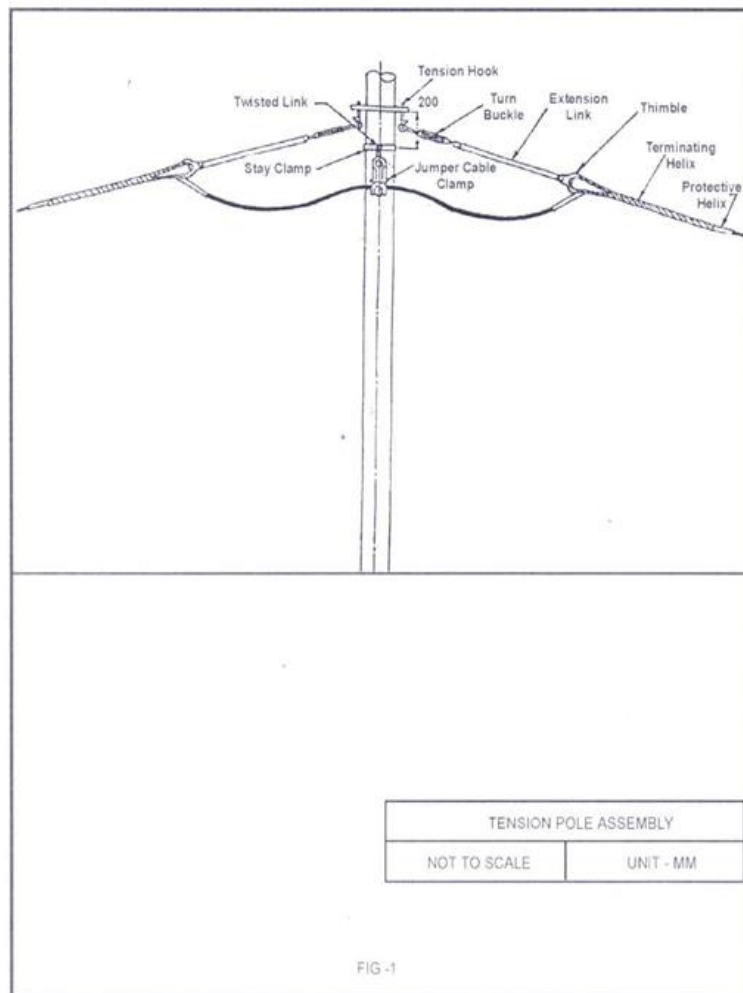 Tension Hook
200
Twisted Link
Turn
Buckle
Extension
Link
Thimble
Stay Clamp
Jumper Cable
Clamp
Terminating
Helix
Protective
Helix
TENSION POLE ASSEMBLY
NOT TO SCALE
UNIT - MM
FIG -1